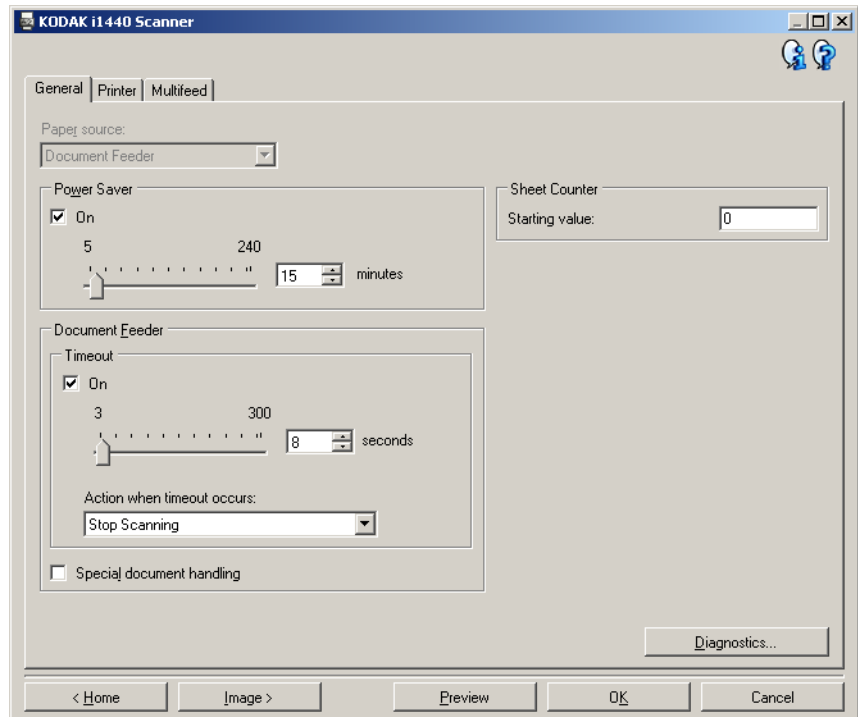 KODAK i1440 Scanner
General Printer Multifeed
Paper source:
Document Feeder
Power Saver
On
5 240
15 minutes
Sheet Counter
Starting value: 0
Document Feeder
Timeout
On
3 300
8 seconds
Action when timeout occurs:
Stop Scanning
Special document handling
Diagnostics...
< Home Image > Preview OK Cancel